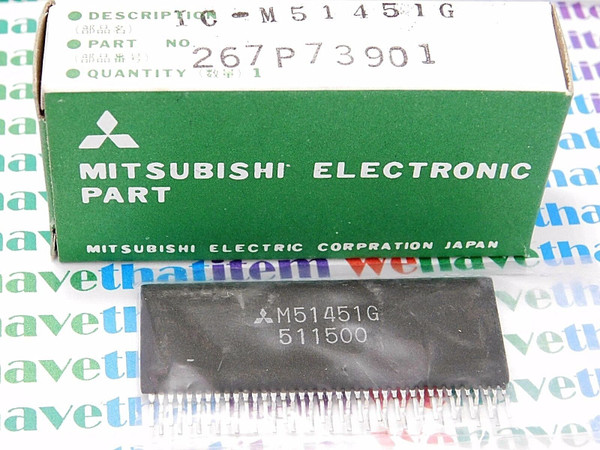 DESCRIPTION IC-M51451G
(部品名)
PART NO. 267P73901
(部品番号)
QUANTITY (数量) 1
MITSUBISHI ELECTRONIC
PART
MITSUBISHI ELECTRIC CORPRATION JAPAN
M51451G
511500
wehavethatitem